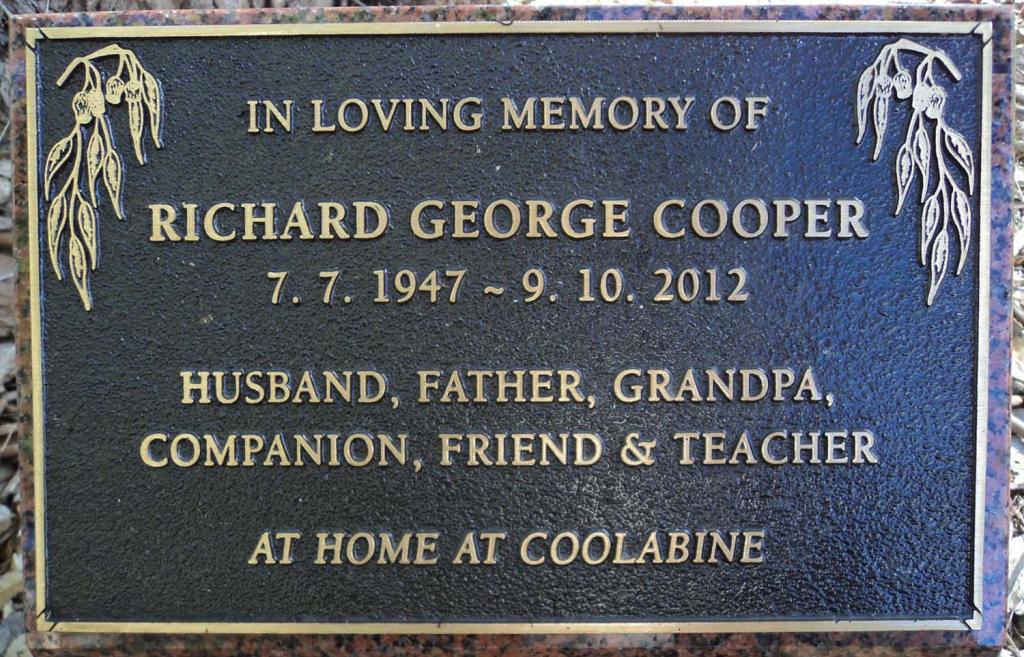 IN LOVING MEMORY OF
RICHARD GEORGE COOPER
7. 7. 1947 ~ 9. 10. 2012
HUSBAND, FATHER, GRANDPA,
COMPANION, FRIEND & TEACHER
AT HOME AT COOLABINE